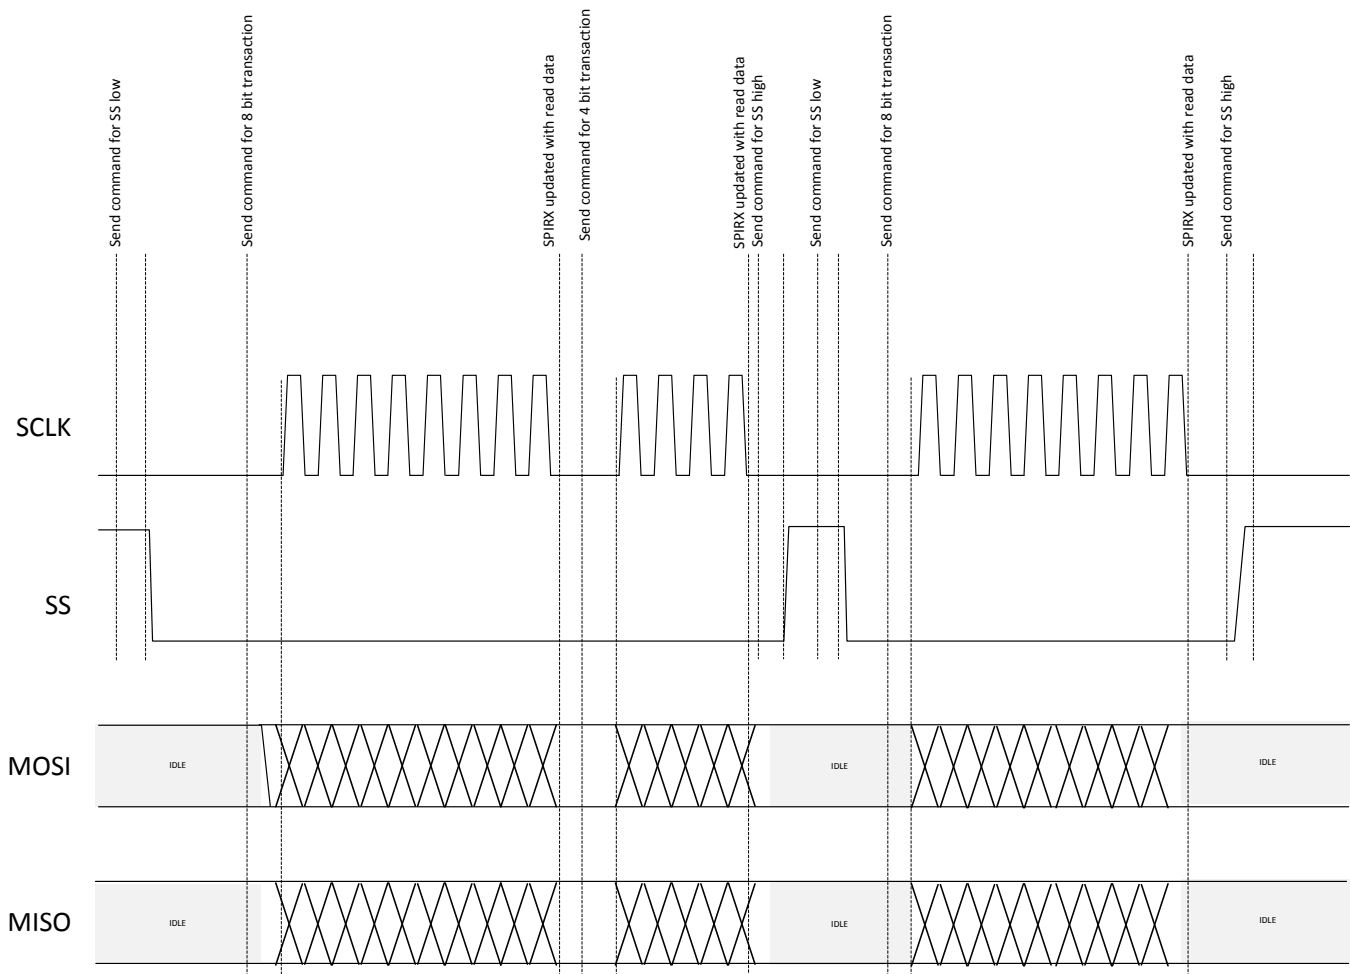 Send command for SS low
Send command for 8 bit transaction
SPIRX updated with read data
Send command for 4 bit transaction
SPIRX updated with read data
Send command for SS high
Send command for SS low
Send command for 8 bit transaction
SPIRX updated with read data
Send command for SS high
SCLK
SS
MOSI
IDLE
IDLE
IDLE
MISO
IDLE
IDLE
IDLE